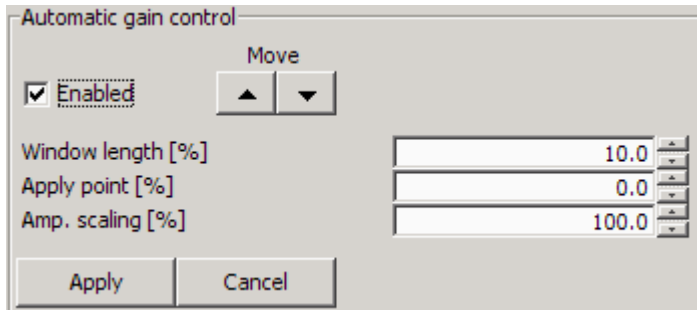 Automatic gain control
Move
Enabled
Window length [%] 10.0
Apply point [%] 0.0
Amp. scaling [%] 100.0
Apply Cancel